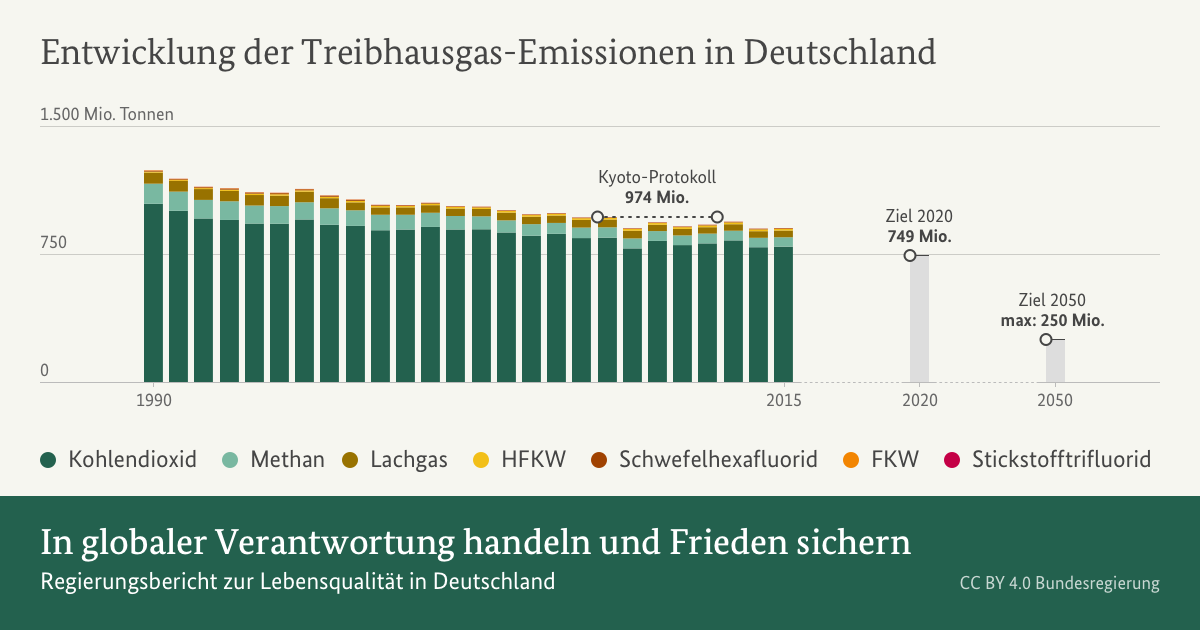 Entwicklung der Treibhausgas-Emissionen in Deutschland
1.500 Mio. Tonnen
Kyoto-Protokoll
974 Mio.
Ziel 2020
749 Mio.
750
Ziel 2050
max: 250 Mio.
0
1990
2015
2020
2050
Kohlendioxid
Methan
Lachgas
HFKW
Schwefelhexafluorid
FKW
Stickstofftrifluorid
In globaler Verantwortung handeln und Frieden sichern
Regierungsbericht zur Lebensqualität in Deutschland
CC BY 4.0 Bundesregierung